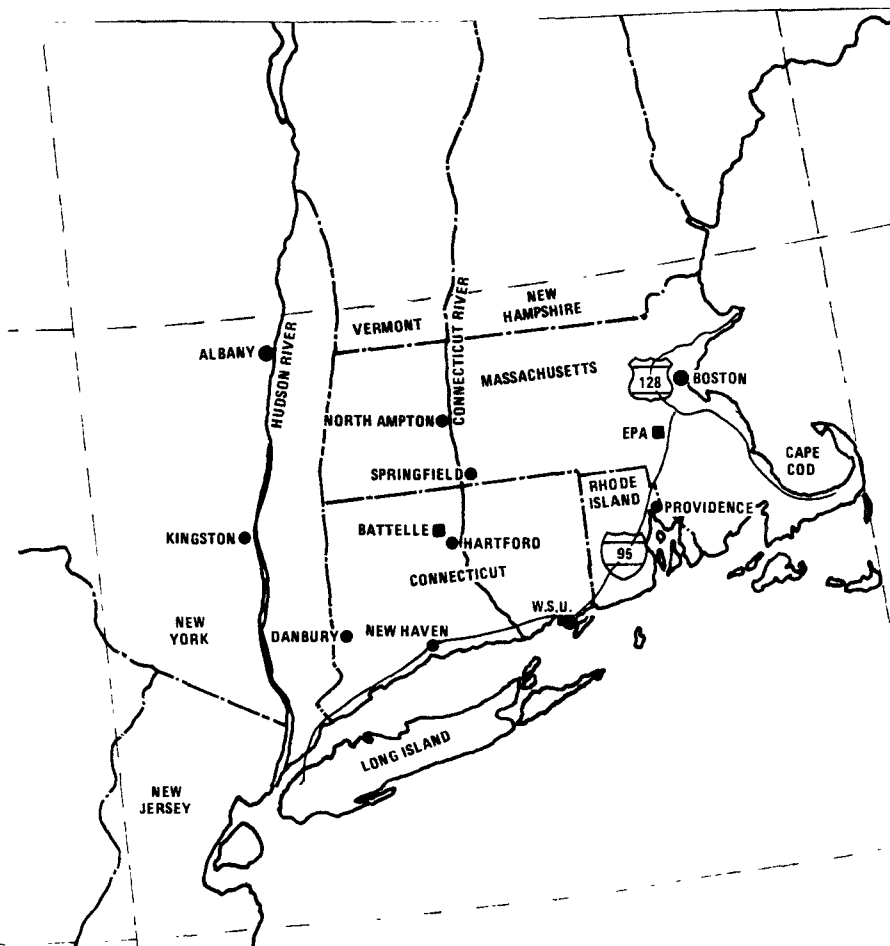 NEW
HAMPSHIRE
VERMONT
ALBANY
HUDSON RIVER
CONNECTICUT RIVER
MASSACHUSETTS
128
BOSTON
NORTH AMPTON
EPA
CAPE
COD
SPRINGFIELD
RHODE
ISLAND
PROVIDENCE
BATTELLE
KINGSTON
HARTFORD
95
CONNECTICUT
W.S.U.
NEW
YORK
DANBURY
NEW HAVEN
LONG ISLAND
NEW
JERSEY